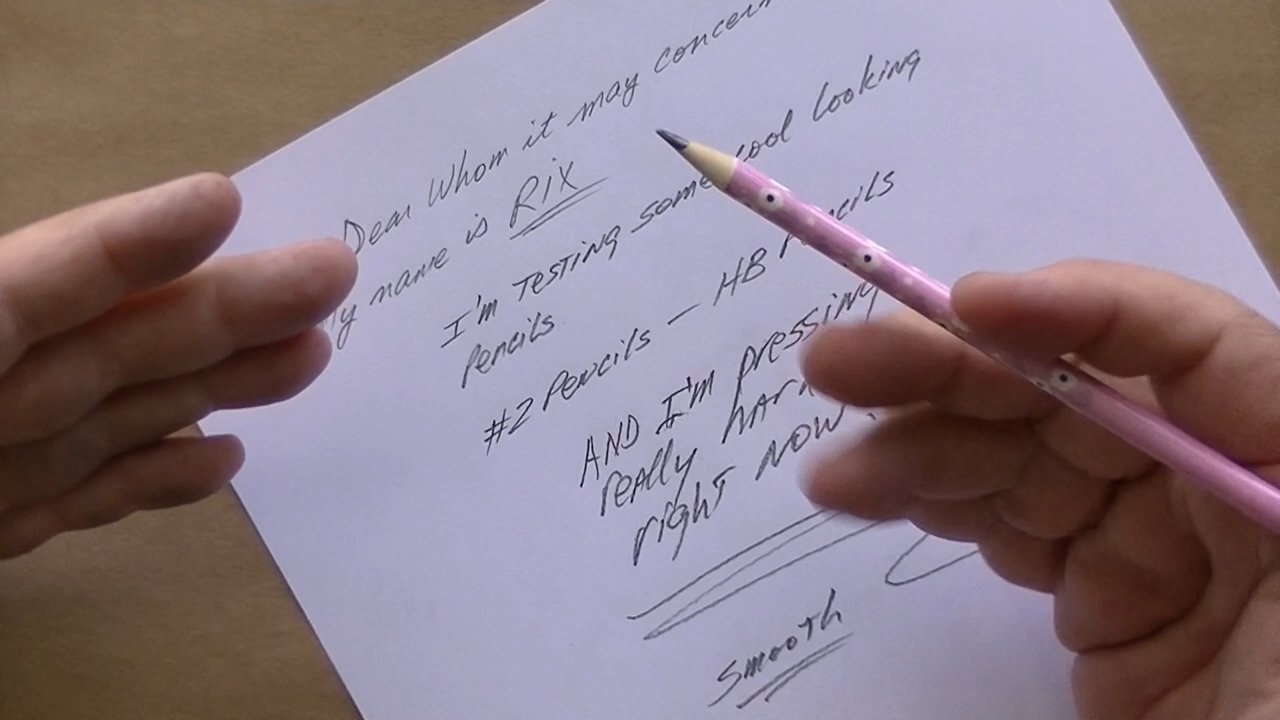 Dear Whom it may concern
My name is Rix
I'm Testing some cool looking
pencils
#2 Pencils - HB Pencils
AND I'm pressing
really hard
right now.
Smooth